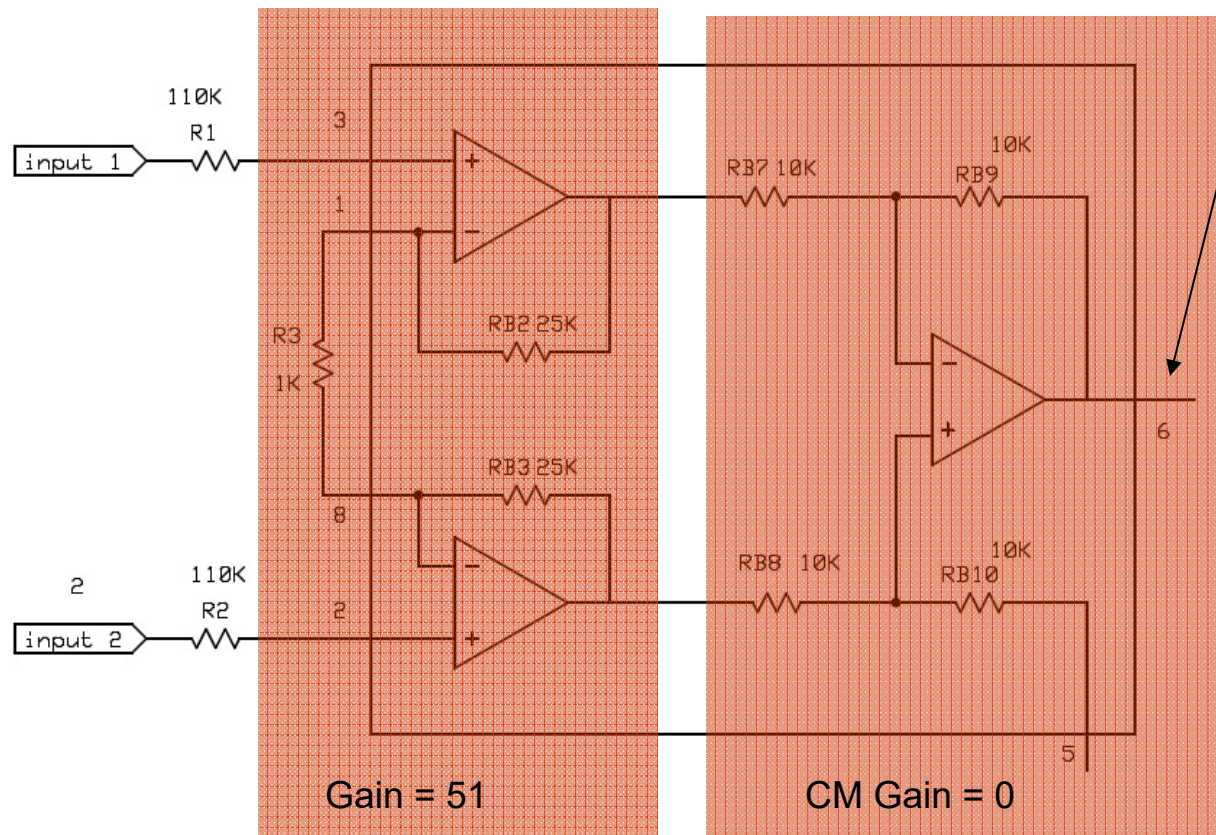 110K
R1
input 1
3
1
R3
1K
RB2 25K
RB3 25K
8
2
110K
R2
input 2
2
+
-
-
+
RB7 10K
10K
RB9
-
+
6
RB8 10K
10K
RB10
5
Gain = 51
CM Gain = 0